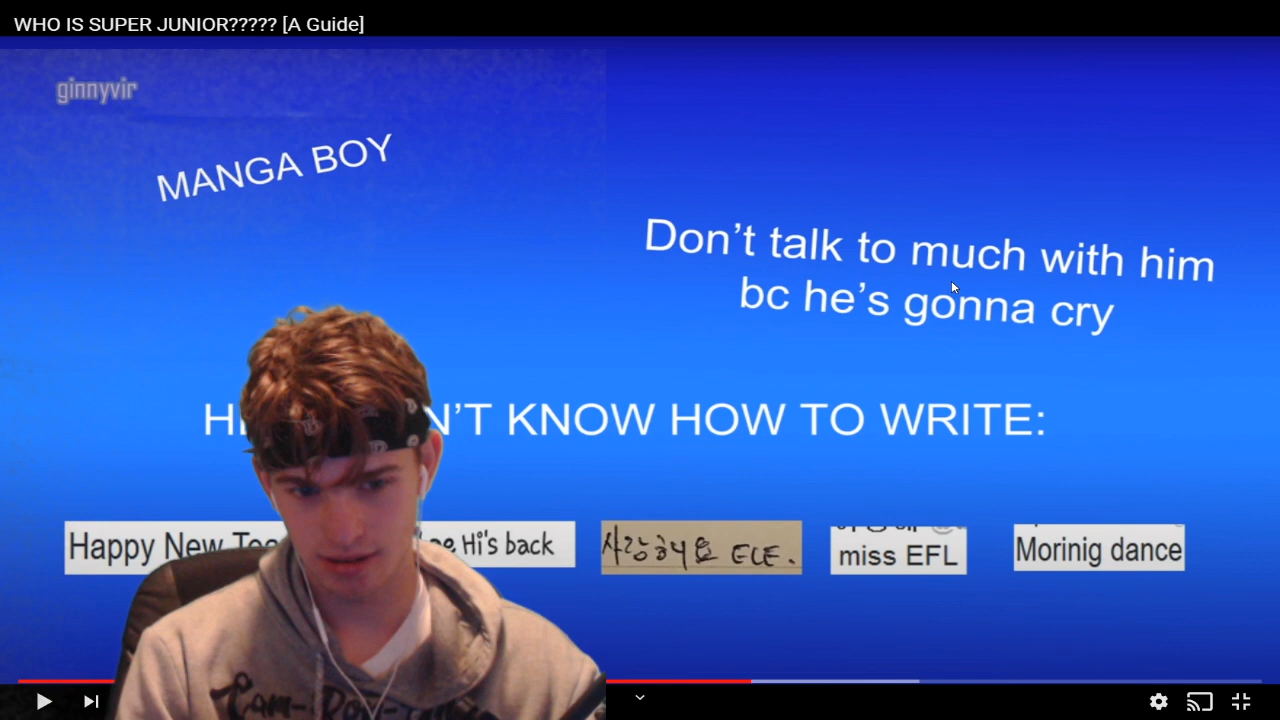 WHO IS SUPER JUNIOR????? [A Guide]
ginnyvir
MANGA BOY
Don't talk to much with him
bc he's gonna cry
N'T KNOW HOW TO WRITE:
Happy New
Hi's back
사랑해요 ELF.
miss EFL
Morinig dance